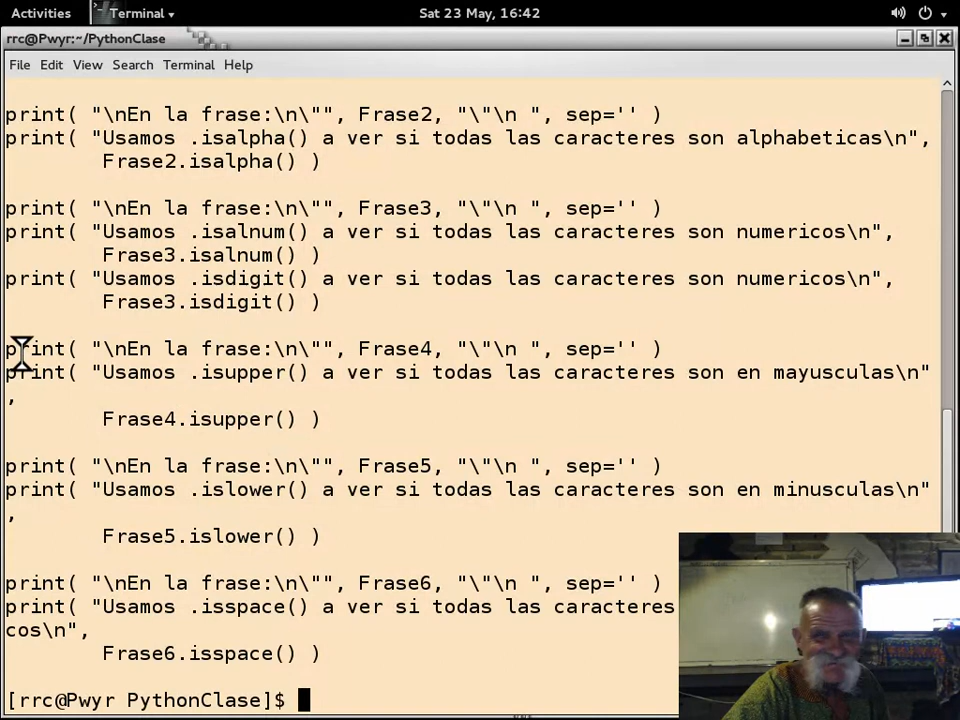 Activities Terminal Sat 23 May, 16:42
rrc@Pwyr:~/PythonClase
File Edit View Search Terminal Help
print( "\nEn la frase:\n\"", Frase2, "\"\n ", sep='' )
print( "Usamos .isalpha() a ver si todas las caracteres son alphabeticas\n",
Frase2.isalpha() )
print( "\nEn la frase:\n\"", Frase3, "\"\n ", sep='' )
print( "Usamos .isalnum() a ver si todas las caracteres son numericos\n",
Frase3.isalnum() )
print( "Usamos .isdigit() a ver si todas las caracteres son numericos\n",
Frase3.isdigit() )
print( "\nEn la frase:\n\"", Frase4, "\"\n ", sep='' )
print( "Usamos .isupper() a ver si todas las caracteres son en mayusculas\n"
,
Frase4.isupper() )
print( "\nEn la frase:\n\"", Frase5, "\"\n ", sep='' )
print( "Usamos .islower() a ver si todas las caracteres son en minusculas\n"
,
Frase5.islower() )
print( "\nEn la frase:\n\"", Frase6, "\"\n ", sep='' )
print( "Usamos .isspace() a ver si todas las caracteres
cos\n",
Frase6.isspace() )
[rrc@Pwyr PythonClase]$